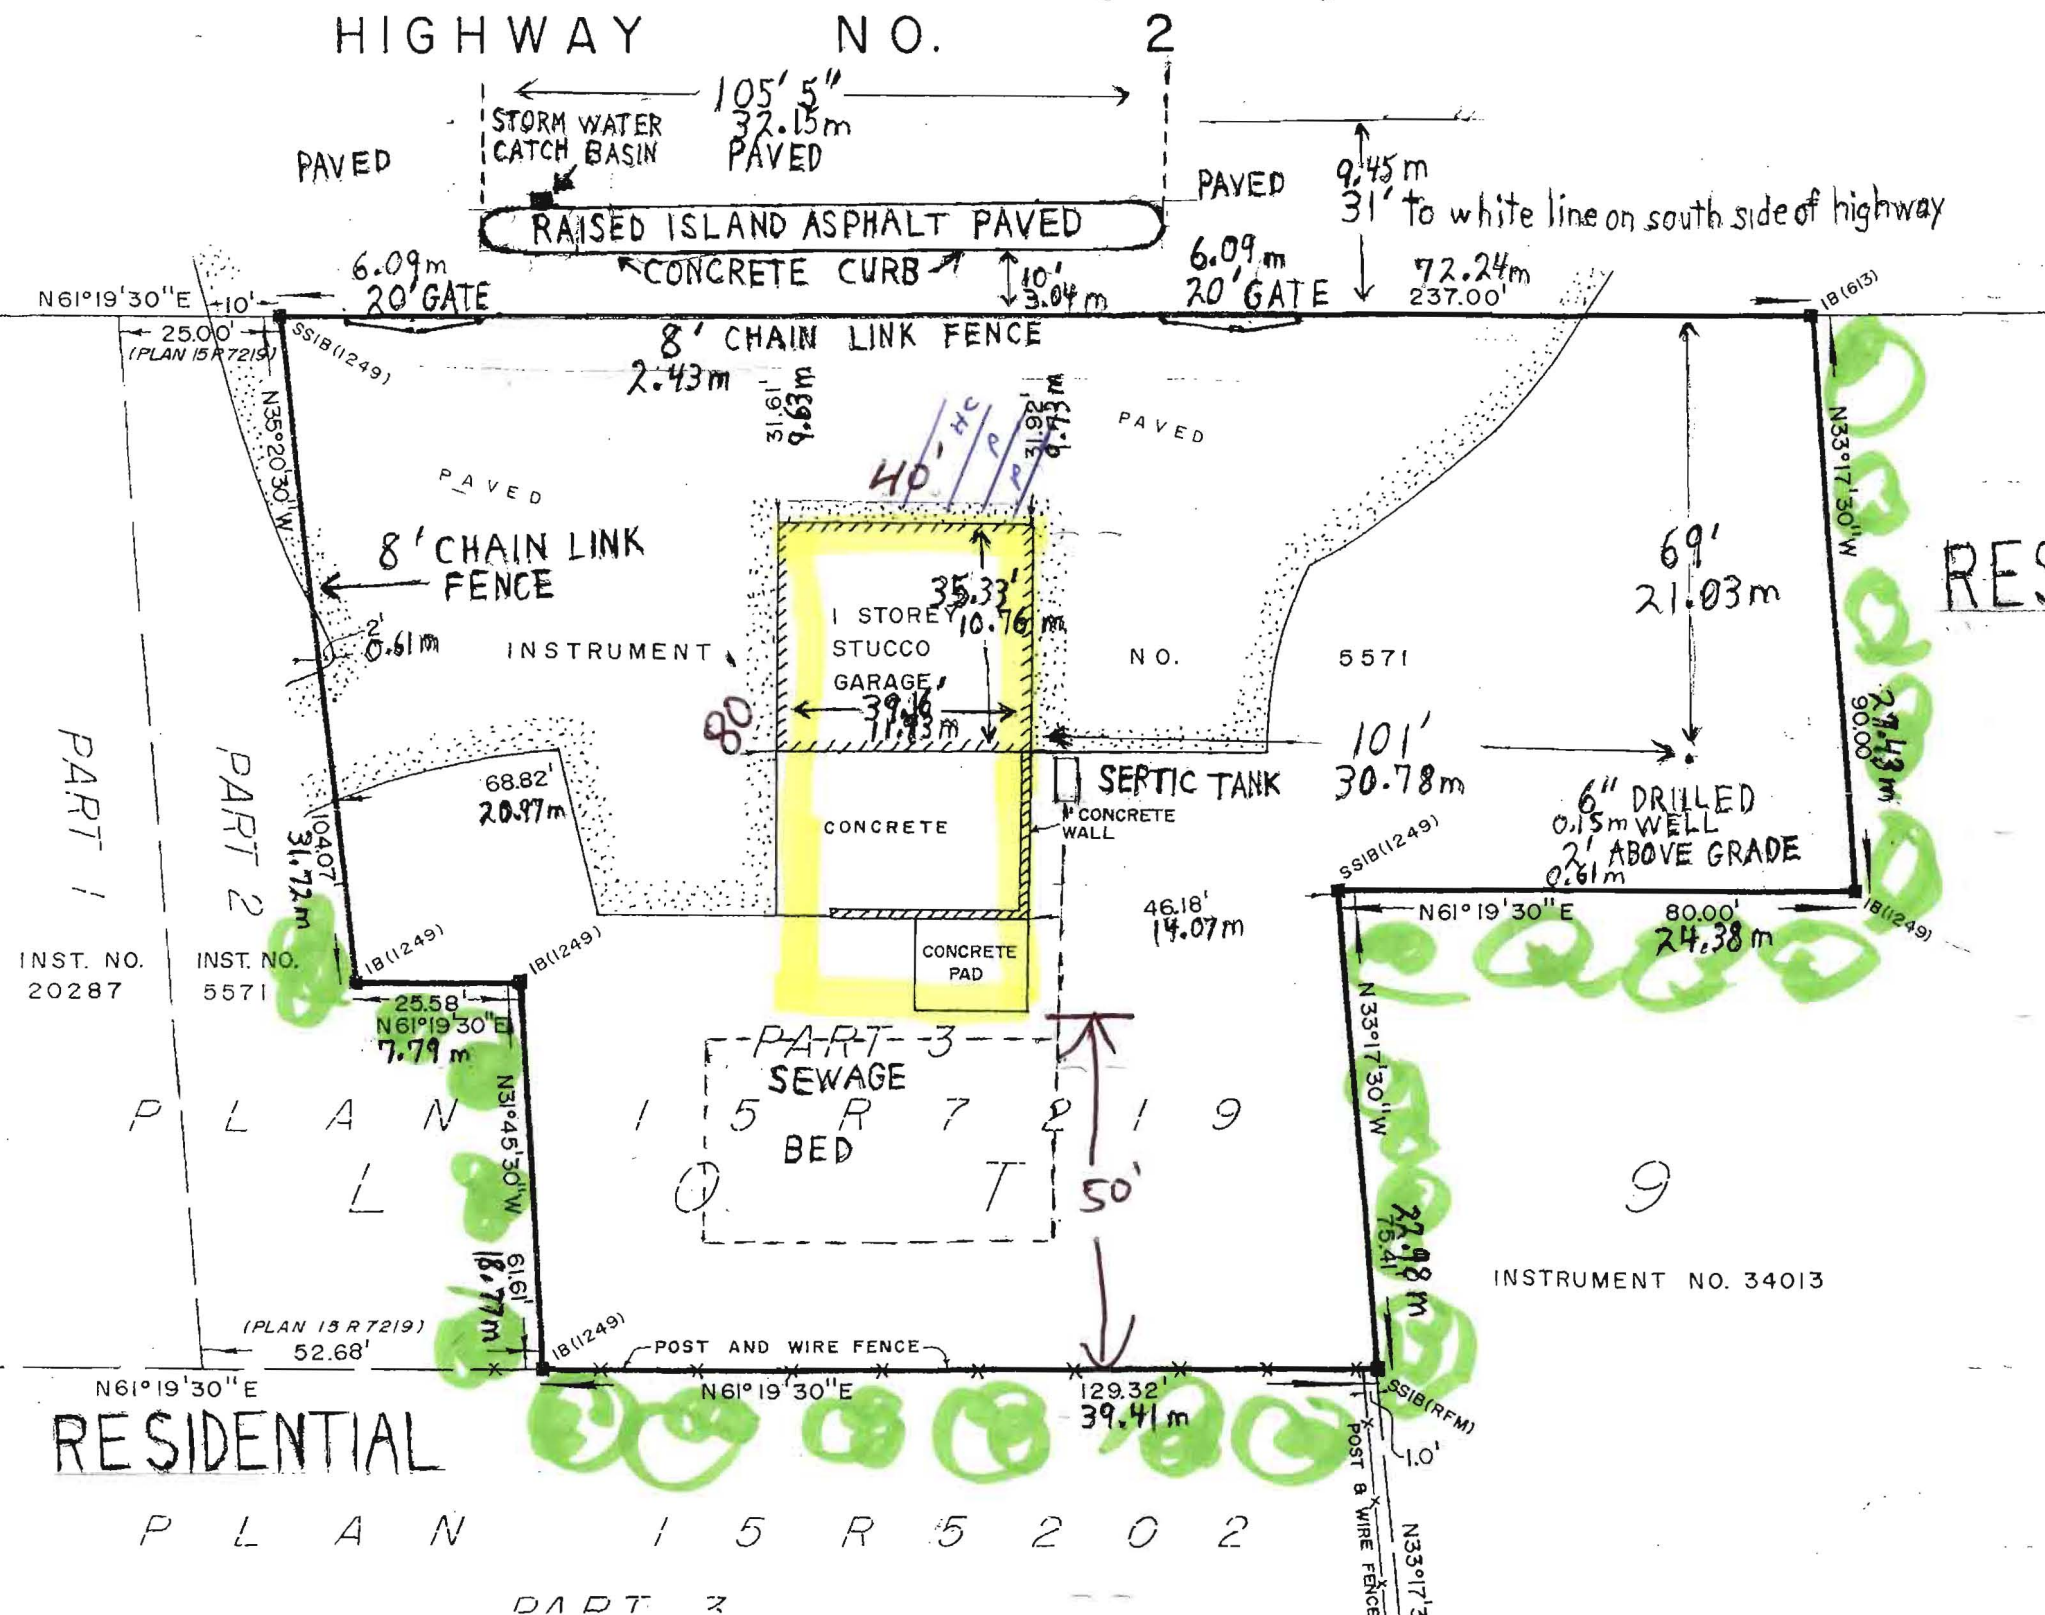 HIGHWAY NO. 2
105' 5"
32.15m
PAVED
STORM WATER
CATCH BASIN
PAVED
PAVED
9.45m
31' to white line on south side of highway
RAISED ISLAND ASPHALT PAVED
CONCRETE CURB
10'
3.04m
6.09m
20' GATE
6.09m
20' GATE
72.24m
237.00'
IB(613)
N61°19'30"E
10'
25.00'
(PLAN 15R7219)
SSIB(1249)
8' CHAIN LINK FENCE
2.43m
31.61'
9.63m
31.92'
9.73m
HC
P
P
40'
PAVED
PAVED
N35°20'30"W
N33°17'30"W
8' CHAIN LINK
FENCE
2'
0.61m
INSTRUMENT
NO.
5571
1 STOREY
STUCCO
GARAGE
35.33'
10.76 m
39.16'
11.93m
80
69'
21.03m
RES
101'
30.78m
27.43m
90.00'
SERTIC TANK
1' CONCRETE
WALL
CONCRETE
6" DRILLED
0.15m WELL
2' ABOVE GRADE
0.61m
68.82'
20.97m
PART 1
PART 2
(104.07'
31.72m
SSIB(1249)
46.18'
14.07m
N61°19'30"E
80.00'
24.38m
IB(1249)
CONCRETE
PAD
INST. NO.
20287
INST. NO.
5571
IB(1249)
IB(1249)
25.58'
N61°19'30"E
7.79 m
N33°17'30"W
PART 3
SEWAGE
BED
PLAN 15R7219
LOT 9
N31°45'30"W
50'
61.61'
18.77m
22.98m
75.41'
INSTRUMENT NO. 34013
(PLAN 15R7219)
52.68'
IB(1249)
POST AND WIRE FENCE
N61°19'30"E
N61°19'30"E
129.32'
39.41m
SSIB(RFM)
1.0'
RESIDENTIAL
POST & WIRE FENCE
N33°17'3
PLAN 15R5202
PART 3